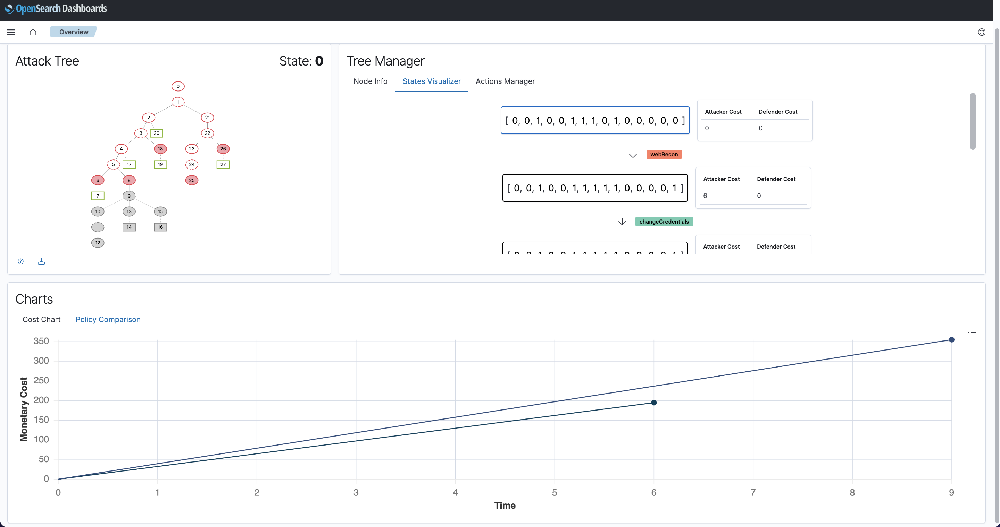 OpenSearch Dashboards
Overview
Attack Tree
State: 0
0
1
2
21
3
20
22
4
18
23
26
5
17
19
24
27
6
8
25
7
9
10
13
15
11
14
16
12
Tree Manager
Node Info
States Visualizer
Actions Manager
[ 0, 0, 1, 0, 0, 1, 1, 1, 0, 1, 0, 0, 0, 0, 0 ]
Attacker Cost Defender Cost
0 0
webRecon
[ 0, 0, 1, 0, 0, 1, 1, 1, 1, 1, 0, 0, 0, 0, 1 ]
Attacker Cost Defender Cost
6 0
changeCredentials
Attacker Cost Defender Cost
Charts
Cost Chart
Policy Comparison
Monetary Cost
350
300
250
200
150
100
50
0
0 1 2 3 4 5 6 7 8 9
Time